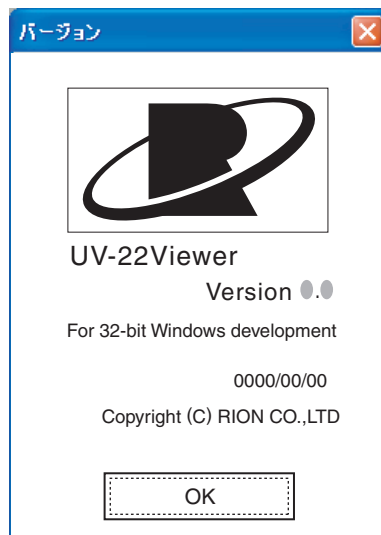 バージョン
UV-22Viewer
Version
For 32-bit Windows development
0000/00/00
Copyright (C) RION CO.,LTD
OK